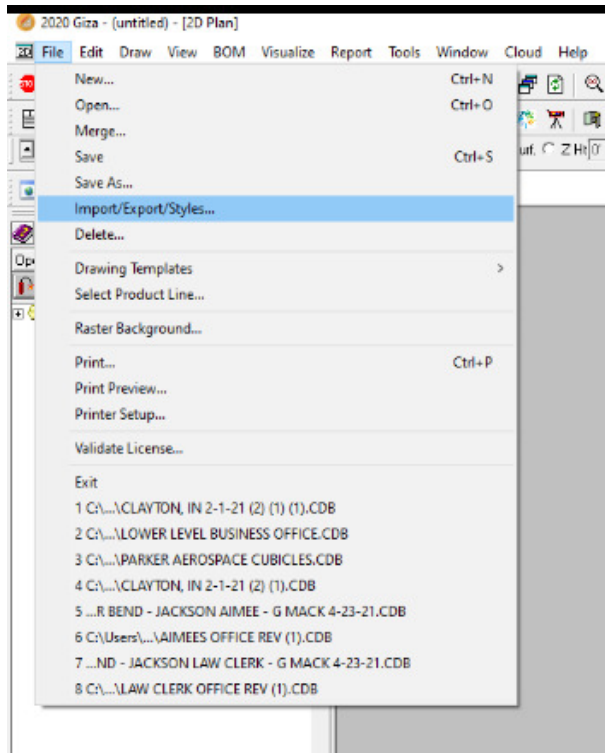 2020 Giza - (untitled) - [2D Plan]
2D File Edit Draw View BOM Visualize Report Tools Window Cloud Help
New... Ctrl+N
Open... Ctrl+O
Merge...
Save Ctrl+S
urf. Z Ht 0'
Save As...
Import/Export/Styles...
Delete...
Drawing Templates >
Select Product Line...
Raster Background...
Print... Ctrl+P
Print Preview...
Printer Setup...
Validate License...
Exit
1 C:\...\CLAYTON, IN 2-1-21 (2) (1) (1).CDB
2 C:\...\LOWER LEVEL BUSINESS OFFICE.CDB
3 C:\...\PARKER AEROSPACE CUBICLES.CDB
4 C:\...\CLAYTON, IN 2-1-21 (2) (1).CDB
5 ...R BEND - JACKSON AIMEE - G MACK 4-23-21.CDB
6 C:\Users\...\AIMEES OFFICE REV (1).CDB
7 ...ND - JACKSON LAW CLERK - G MACK 4-23-21.CDB
8 C:\...\LAW CLERK OFFICE REV (1).CDB